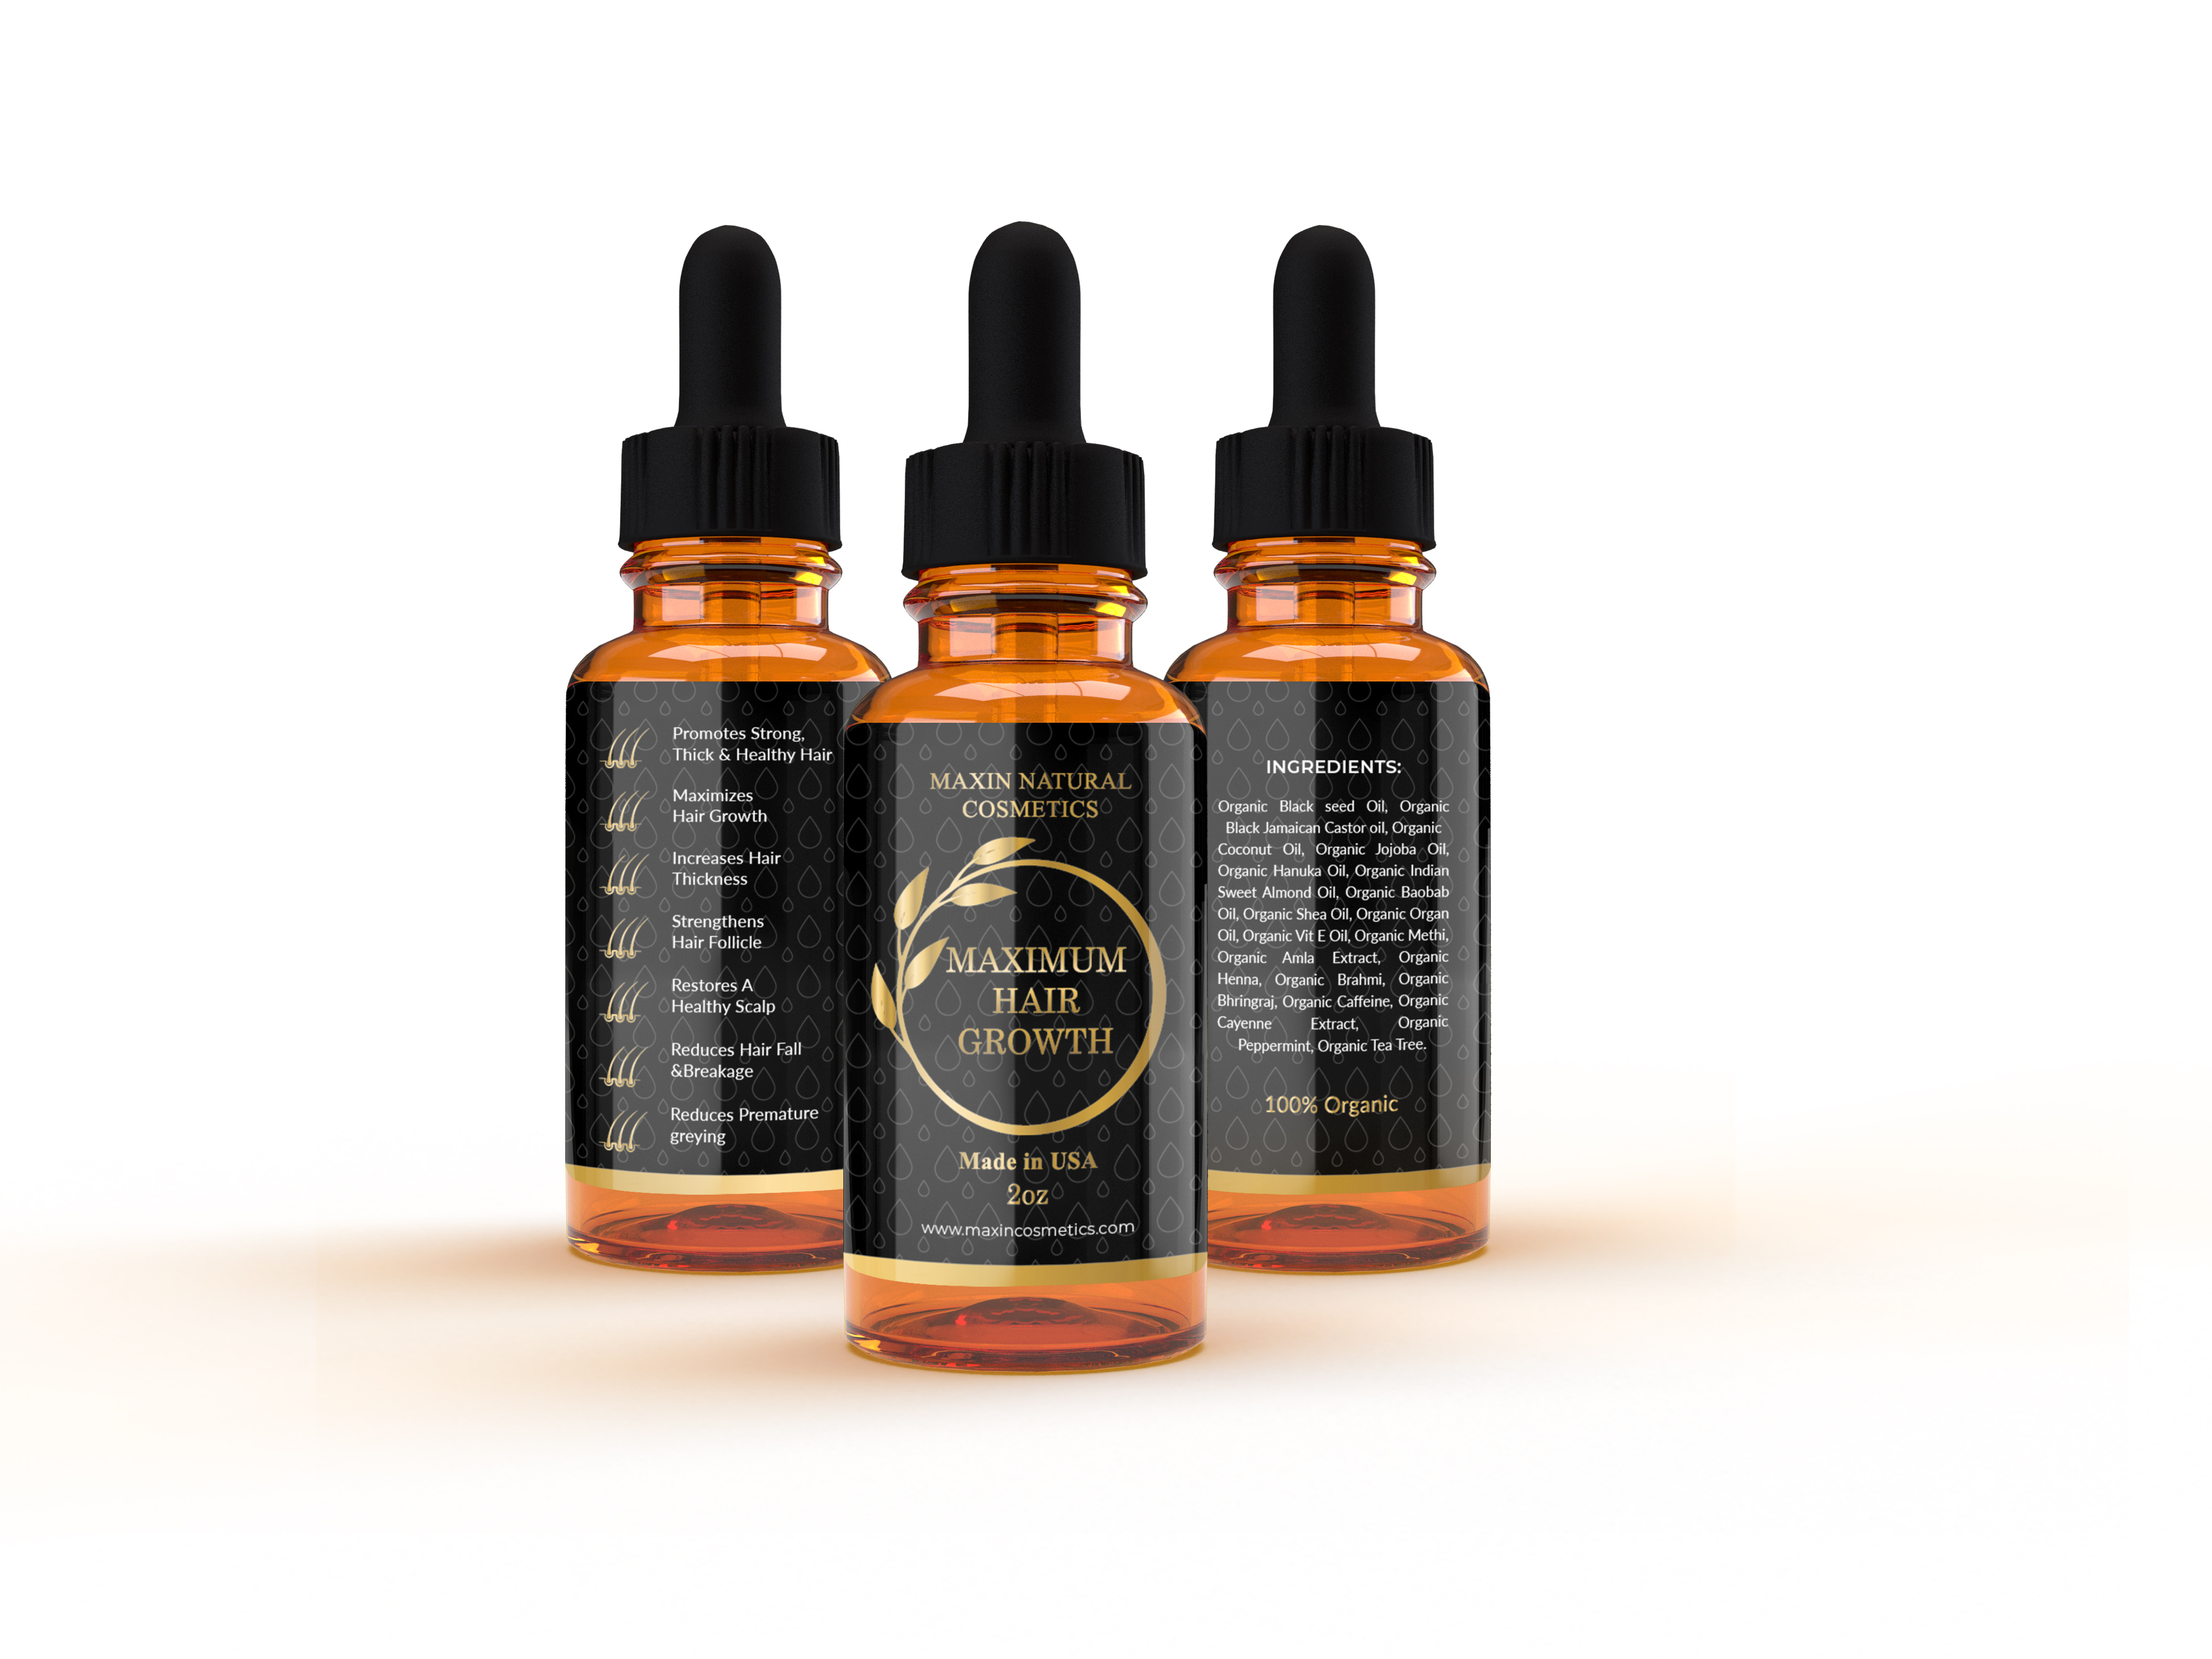 Promotes Strong,
Thick & Healthy Hair
Maximizes
Hair Growth
Increases Hair
Thickness
Strengthens
Hair Follicle
Restores A
Healthy Scalp
Reduces Hair Fall
&Breakage
Reduces Premature
greying
MAXIN NATURAL
COSMETICS
MAXIMUM
HAIR
GROWTH
Made in USA
2oz
www.maxincosmetics.com
INGREDIENTS:
Organic Black seed Oil, Organic
Black Jamaican Castor oil, Organic
Coconut Oil, Organic Jojoba Oil,
Organic Hanuka Oil, Organic Indian
Sweet Almond Oil, Organic Baobab
Oil, Organic Shea Oil, Organic Organ
Oil, Organic Vit E Oil, Organic Methi,
Organic Amla Extract, Organic
Henna, Organic Brahmi, Organic
Bhringraj, Organic Caffeine, Organic
Cayenne Extract, Organic
Peppermint, Organic Tea Tree.
100% Organic